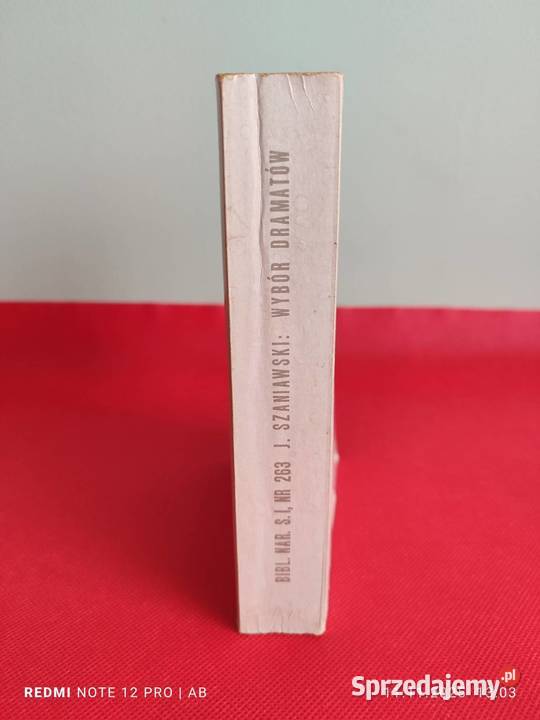 BIBL. NAR. S. I, NR 263 J. SZANIAWSKI: WYBÓR DRAMATÓW
REDMI NOTE 12 PRO | AB
Sprzedajemy.pl